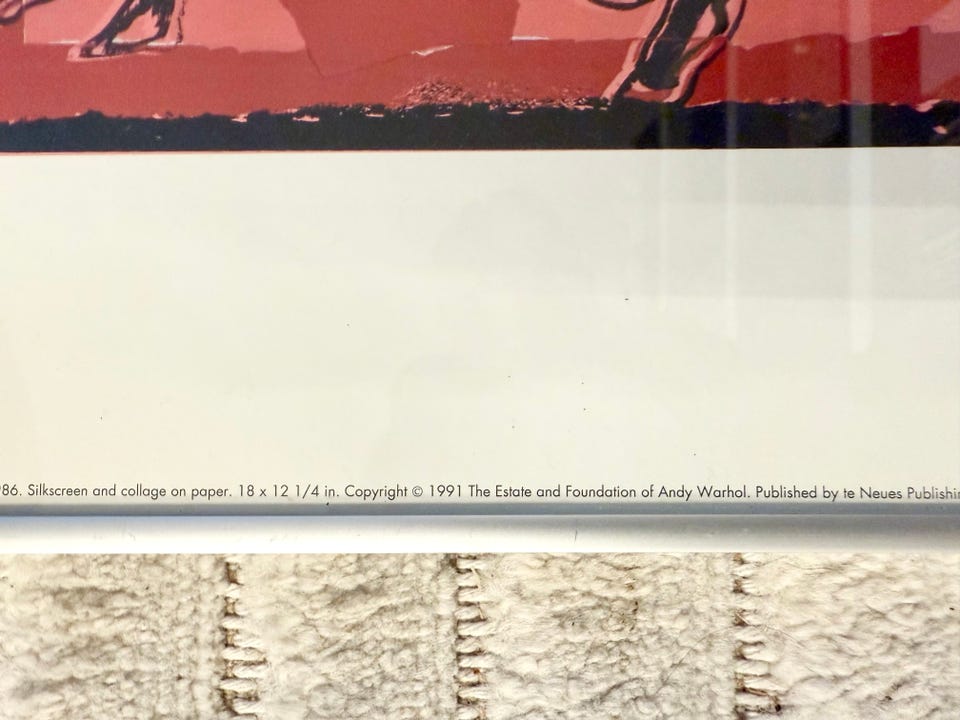 86. Silkscreen and collage on paper. 18 x 12 1/4 in. Copyright © 1991 The Estate and Foundation of Andy Warhol. Published by te Neues Publishin